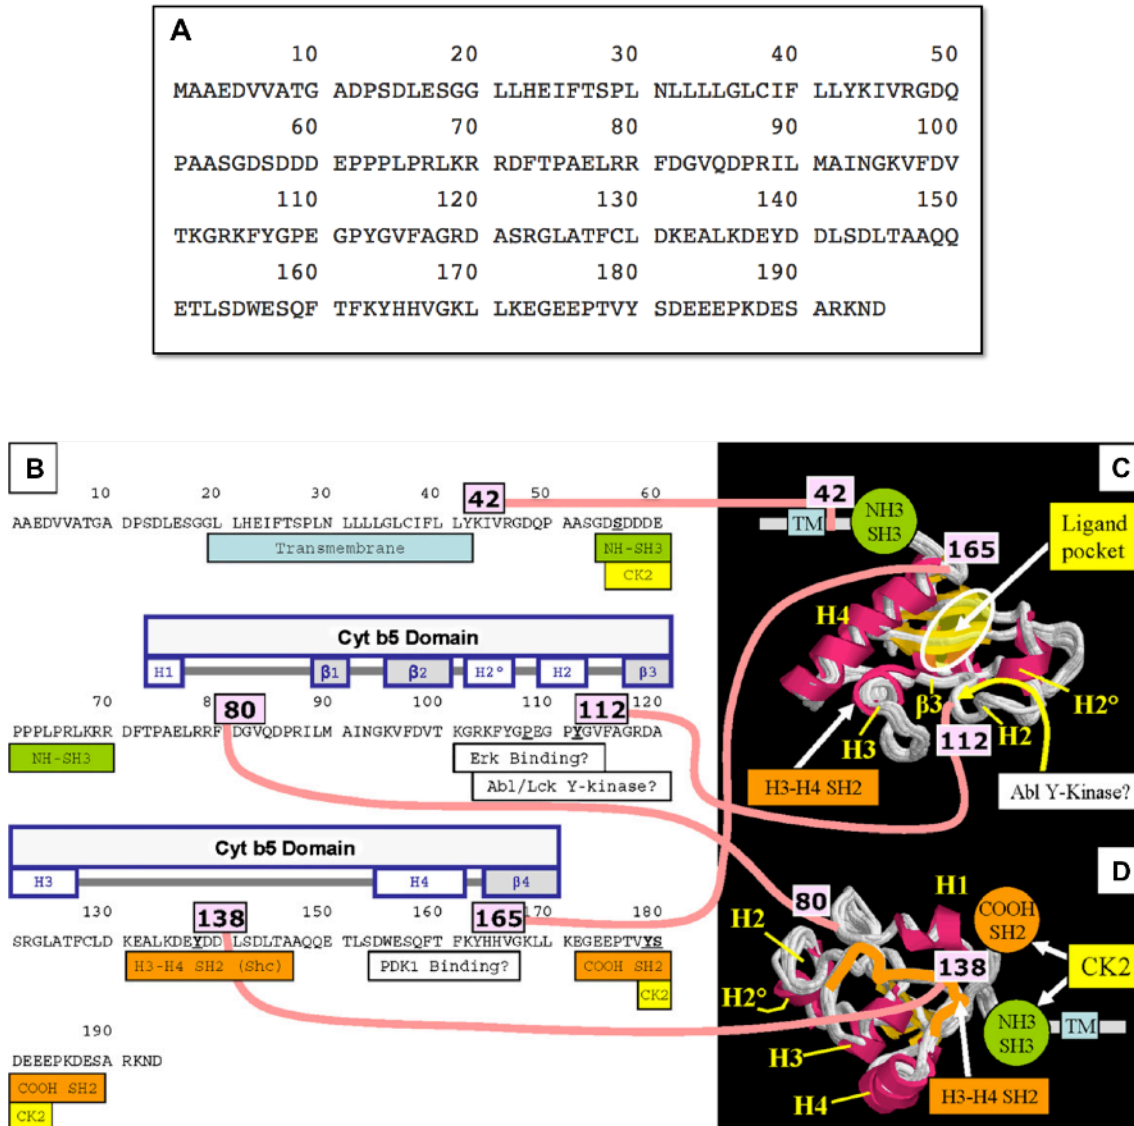 A
10 20 30 40 50
MAAEDVVATG ADPSDLESGG LLHEIFTSPL NLLLLGLCIF LLYKIVRGDQ
60 70 80 90 100
PAASGDSDDD EPPPLPRLKR RDFTPAELRR FDGVQDPRIL MAINGKVFDV
110 120 130 140 150
TKGRKFYGPE GPYGVFAGRD ASRGLATFCL DKEALKDEYD DLSDLTAAQQ
160 170 180 190
ETLSDWESQF TFKYHHVGKL LKEGEEPTVY SDEEEPKDES ARKND
B
10 20 30 40 42 50 60
AAEDVVATGA DPSDLESGGL LHEIFTSPLN LLLLGLCIFL LYKIVRGDQP AASGDSDDDE
Transmembrane NH-SH3
CK2
Cyt b5 Domain
H1 β1 β2 H2° H2 β3
70 80 80 90 100 110 112 120
PPPLPRLKRR DFTPAELRRF DGVQDPRILM AINGKVFDVT KGRKFYGPEG PYGVFAGRDA
NH-SH3 Erk Binding?
Abl/Lck Y-kinase?
Cyt b5 Domain
H3 H4 β4
130 138 150 160 165 170 180
SRGLATFCLD KEALKDEYDD LSDLTAAQQE TLSDWESQFT FKYHHVGKLL KEGEEPTVYS
H3-H4 SH2 (Shc) PDK1 Binding? COOH SH2
CK2
190
DEEEPKDESA RKND
COOH SH2
CK2
C
42
TM
NH3
SH3
165
Ligand
pocket
H4
β3
H2°
H3
112
H2
H3-H4 SH2
Abl Y-Kinase?
D
80
H1
COOH
SH2
H2
138
CK2
H2°
NH3
SH3
TM
H3
H4
H3-H4 SH2